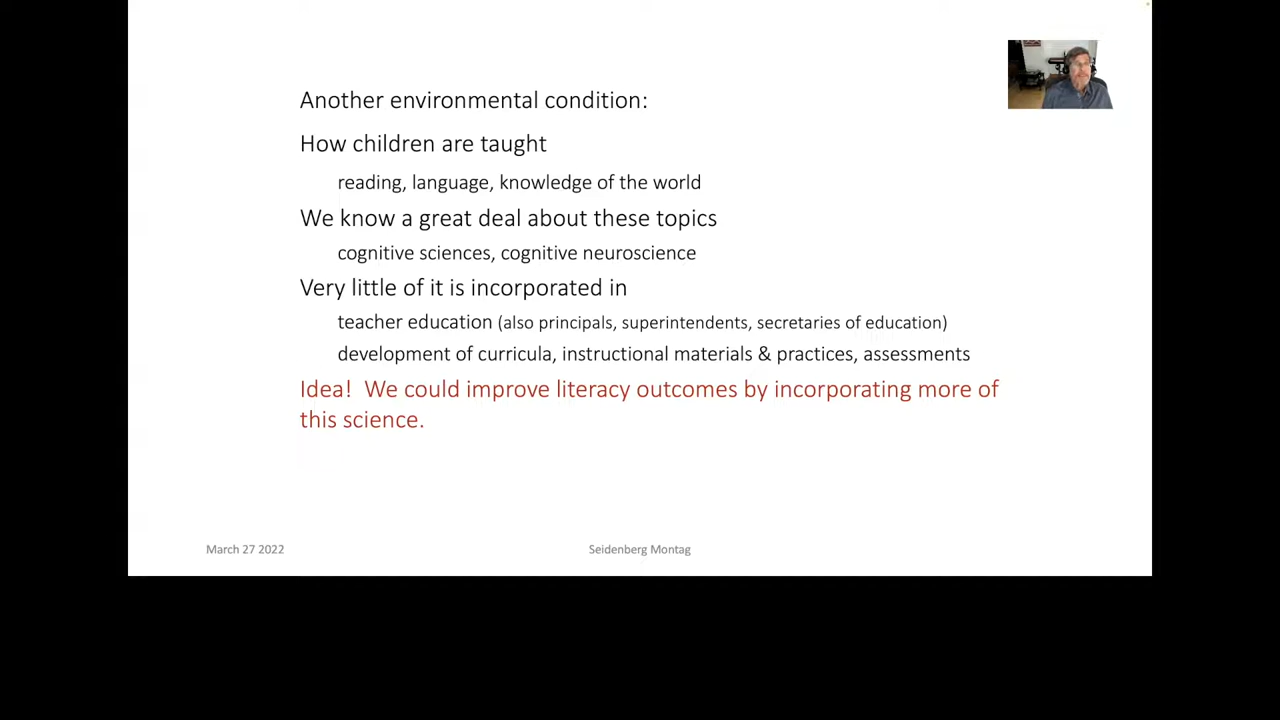 Another environmental condition:
How children are taught
reading, language, knowledge of the world
We know a great deal about these topics
cognitive sciences, cognitive neuroscience
Very little of it is incorporated in
teacher education (also principals, superintendents, secretaries of education)
development of curricula, instructional materials & practices, assessments
Idea!  We could improve literacy outcomes by incorporating more of
this science.
March 27 2022
Seidenberg Montag